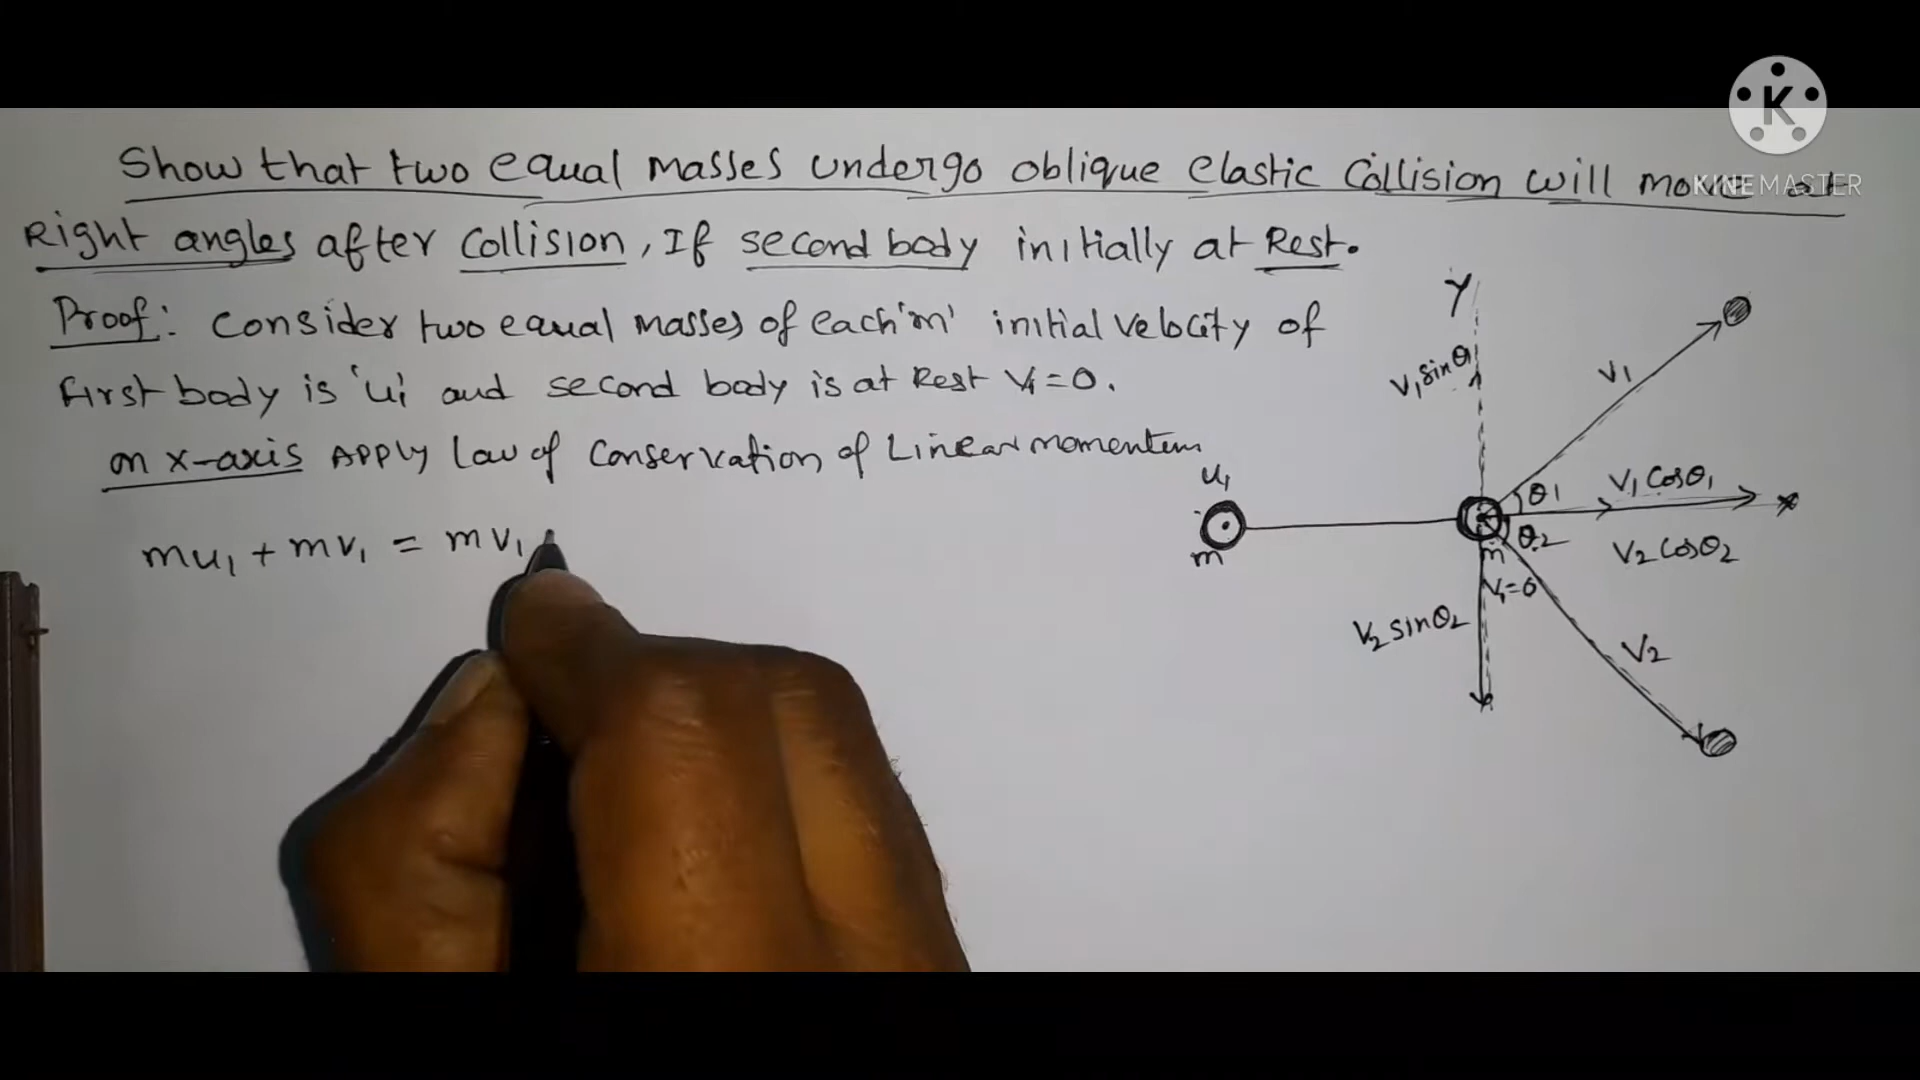 Show that two equal masses undergo oblique elastic Collision will move at
Right angles after Collision, If second body initially at Rest.
Proof: Consider two equal masses of each 'm' initial velocity of
first body is 'u₁' and second body is at Rest V₁=0.
on x-axis APPLY Law of Conservation of Linear momentum
mu₁ + mv₁ = mv₁
Y
V₁ sinθ
V₁
u₁
m
θ1
V₁ Cosθ₁
x
θ2
V₂ Cosθ₂
m
V₁=0
V₂ sinθ₂
V₂
K
KINEMASTER